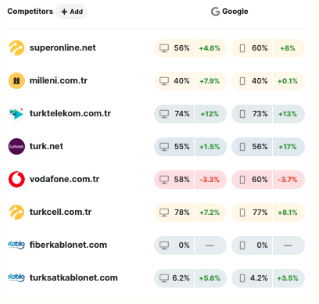 Competitors + Add Google
superonline.net 56% +4.6% 60% +8%
milleni.com.tr 40% +7.9% 40% +0.1%
turktelekom.com.tr 74% +12% 73% +13%
turk.net 55% +1.5% 56% +17%
vodafone.com.tr 58% -3.3% 60% -3.7%
turkcell.com.tr 78% +7.2% 77% +8.1%
fiberkablonet.com 0% — 0% —
turksatkablonet.com 6.2% +5.6% 4.2% +3.5%